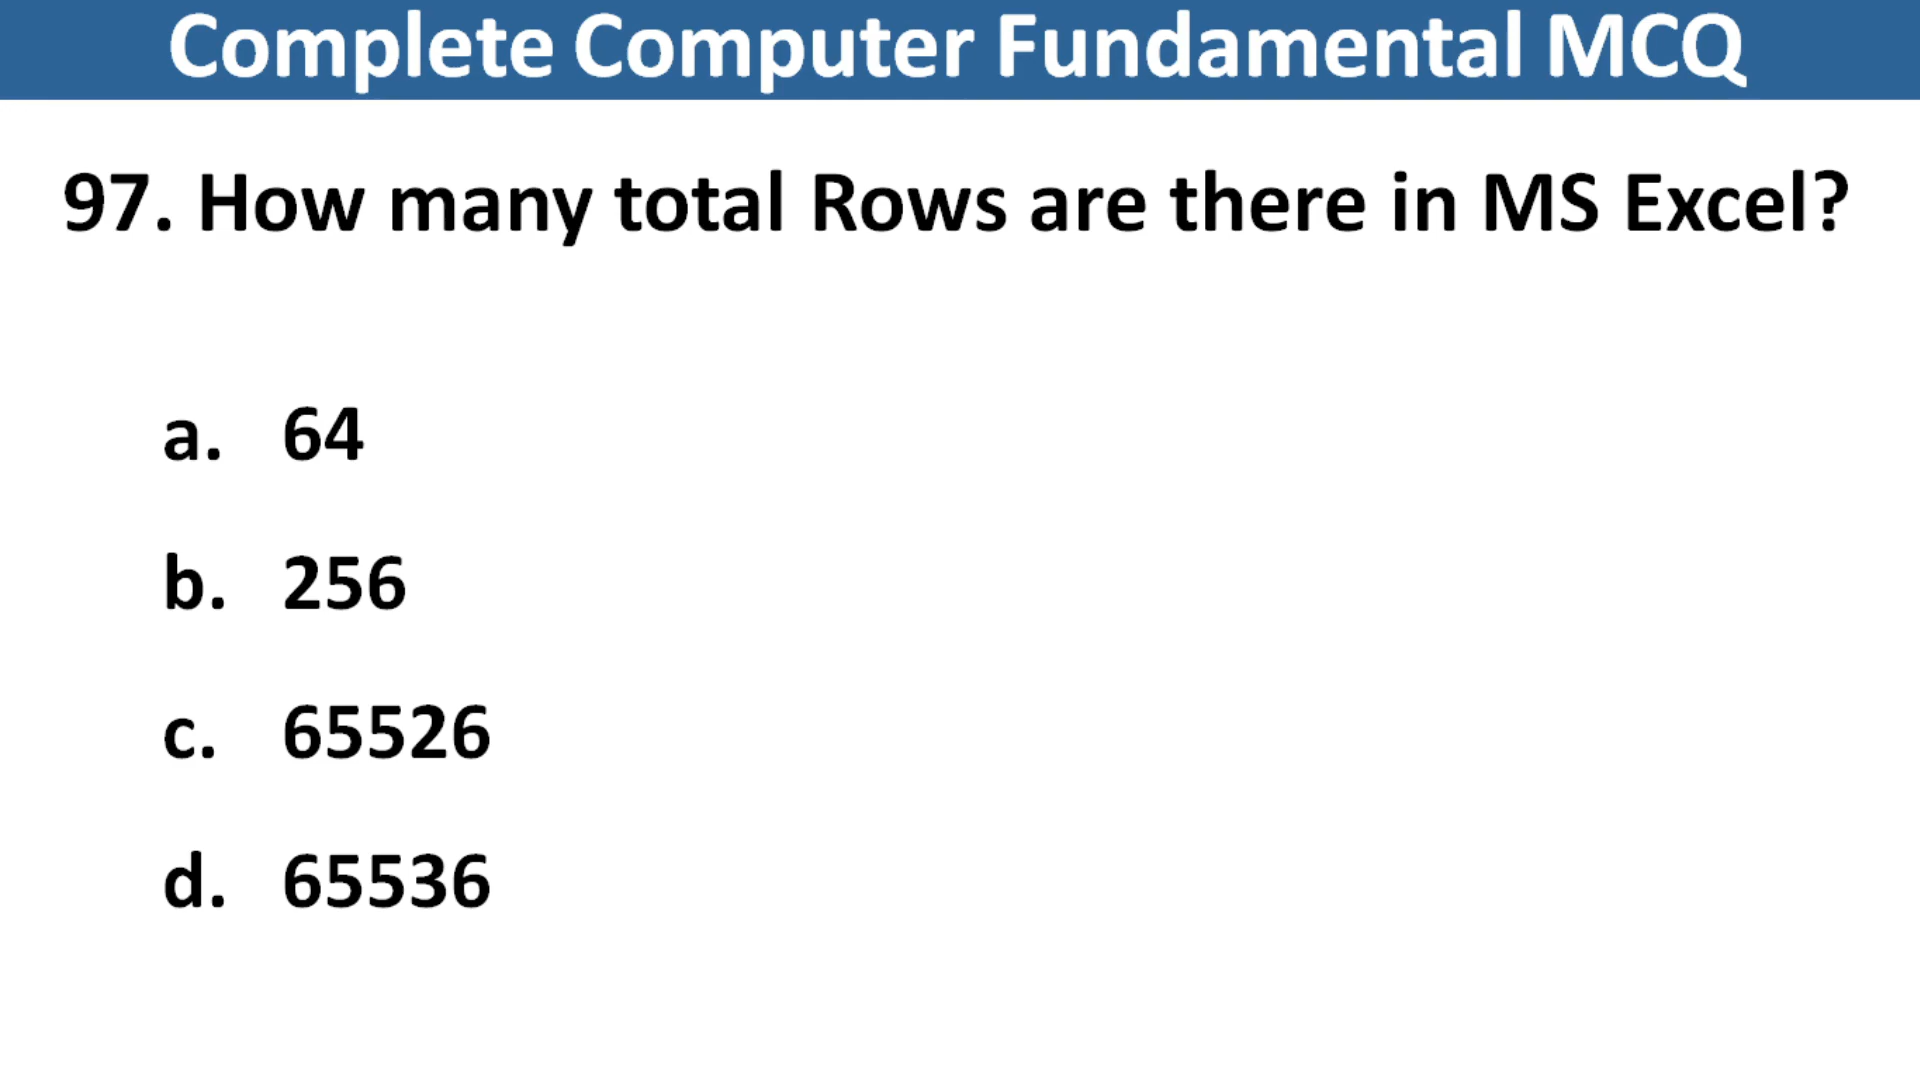 Complete Computer Fundamental MCQ
97. How many total Rows are there in MS Excel?
a. 64
b. 256
c. 65526
d. 65536